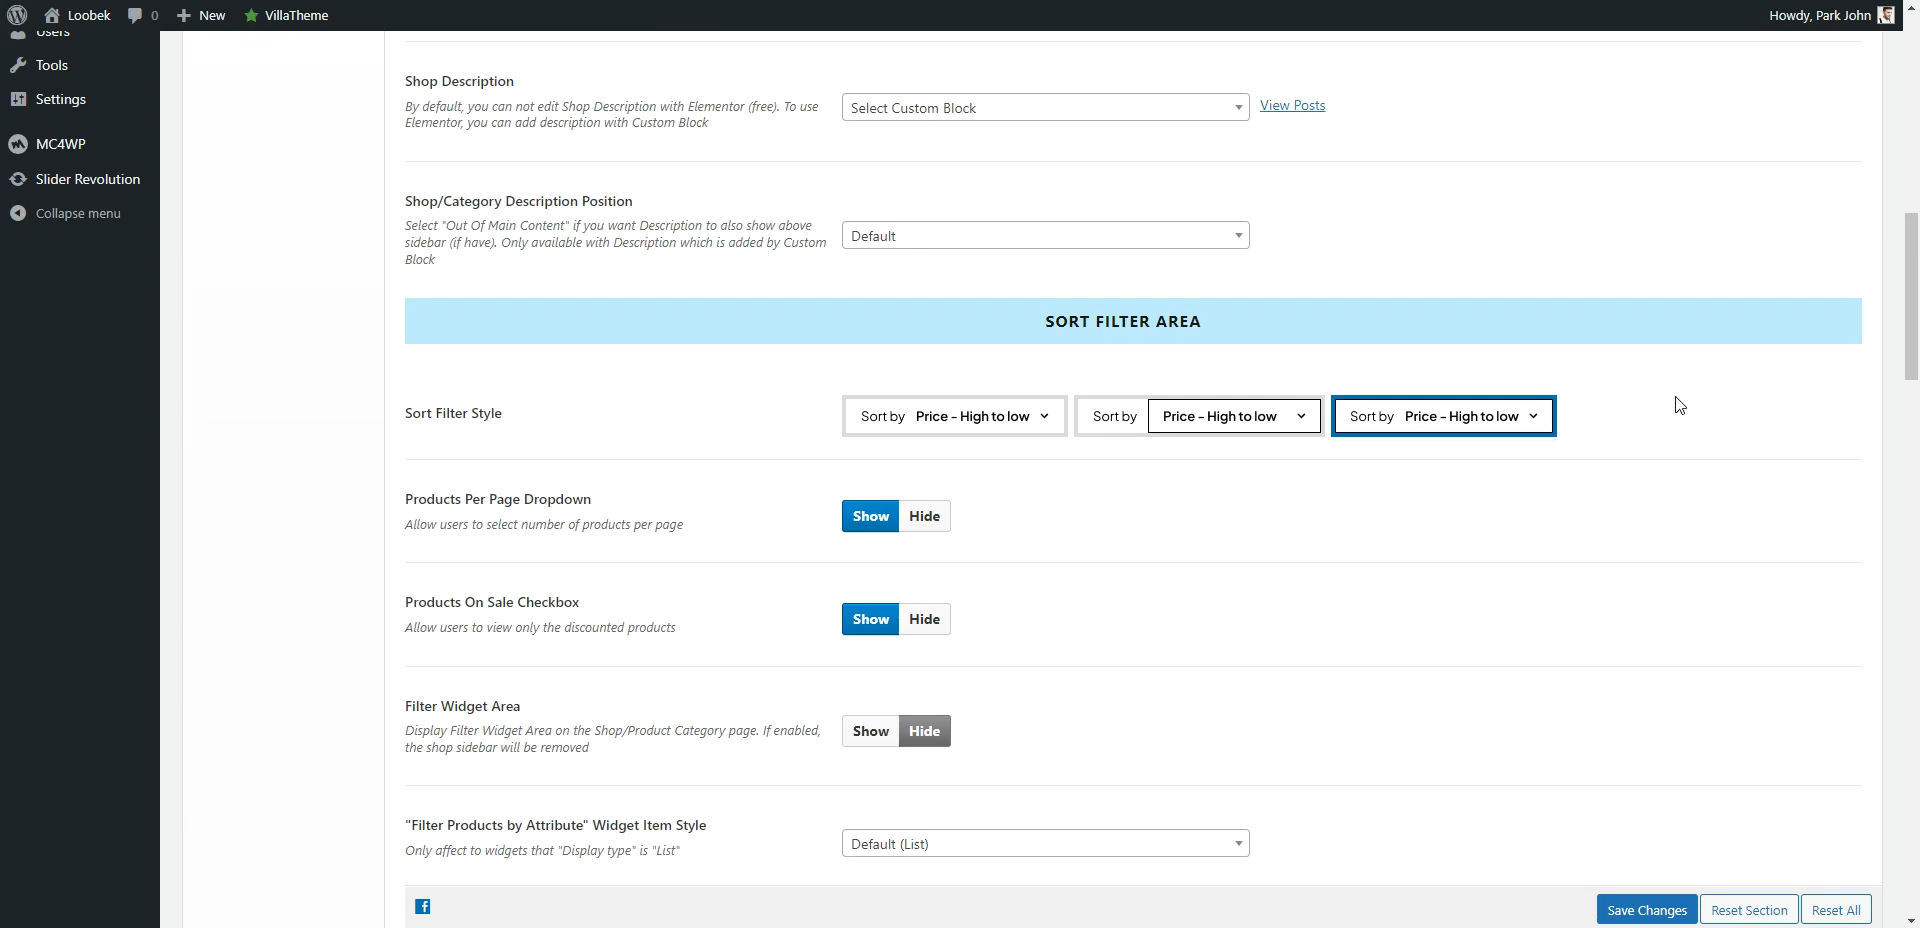 Loobek 0 New VillaTheme Howdy, Park John
Users
Tools
Settings
MC4WP
Slider Revolution
Collapse menu
Shop Description
By default, you can not edit Shop Description with Elementor (free). To use
Elementor, you can add description with Custom Block
Select Custom Block
View Posts
Shop/Category Description Position
Select "Out Of Main Content" if you want Description to also show above
sidebar (if have). Only available with Description which is added by Custom
Block
Default
SORT FILTER AREA
Sort Filter Style
Sort by Price - High to low
Sort by Price - High to low
Sort by Price - High to low
Products Per Page Dropdown
Allow users to select number of products per page
Show Hide
Products On Sale Checkbox
Allow users to view only the discounted products
Show Hide
Filter Widget Area
Display Filter Widget Area on the Shop/Product Category page. If enabled,
the shop sidebar will be removed
Show Hide
"Filter Products by Attribute" Widget Item Style
Only affect to widgets that "Display type" is "List"
Default (List)
Save Changes Reset Section Reset All